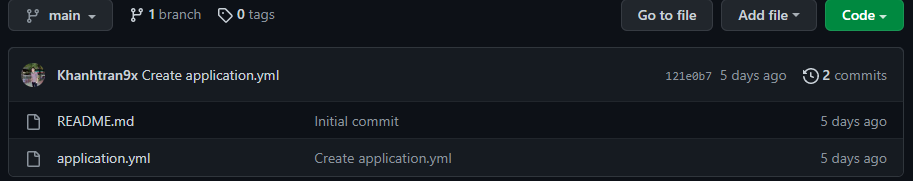 main 1 branch 0 tags Go to file Add file Code
Khanhtran9x Create application.yml 121e0b7 5 days ago 2 commits
README.md Initial commit 5 days ago
application.yml Create application.yml 5 days ago